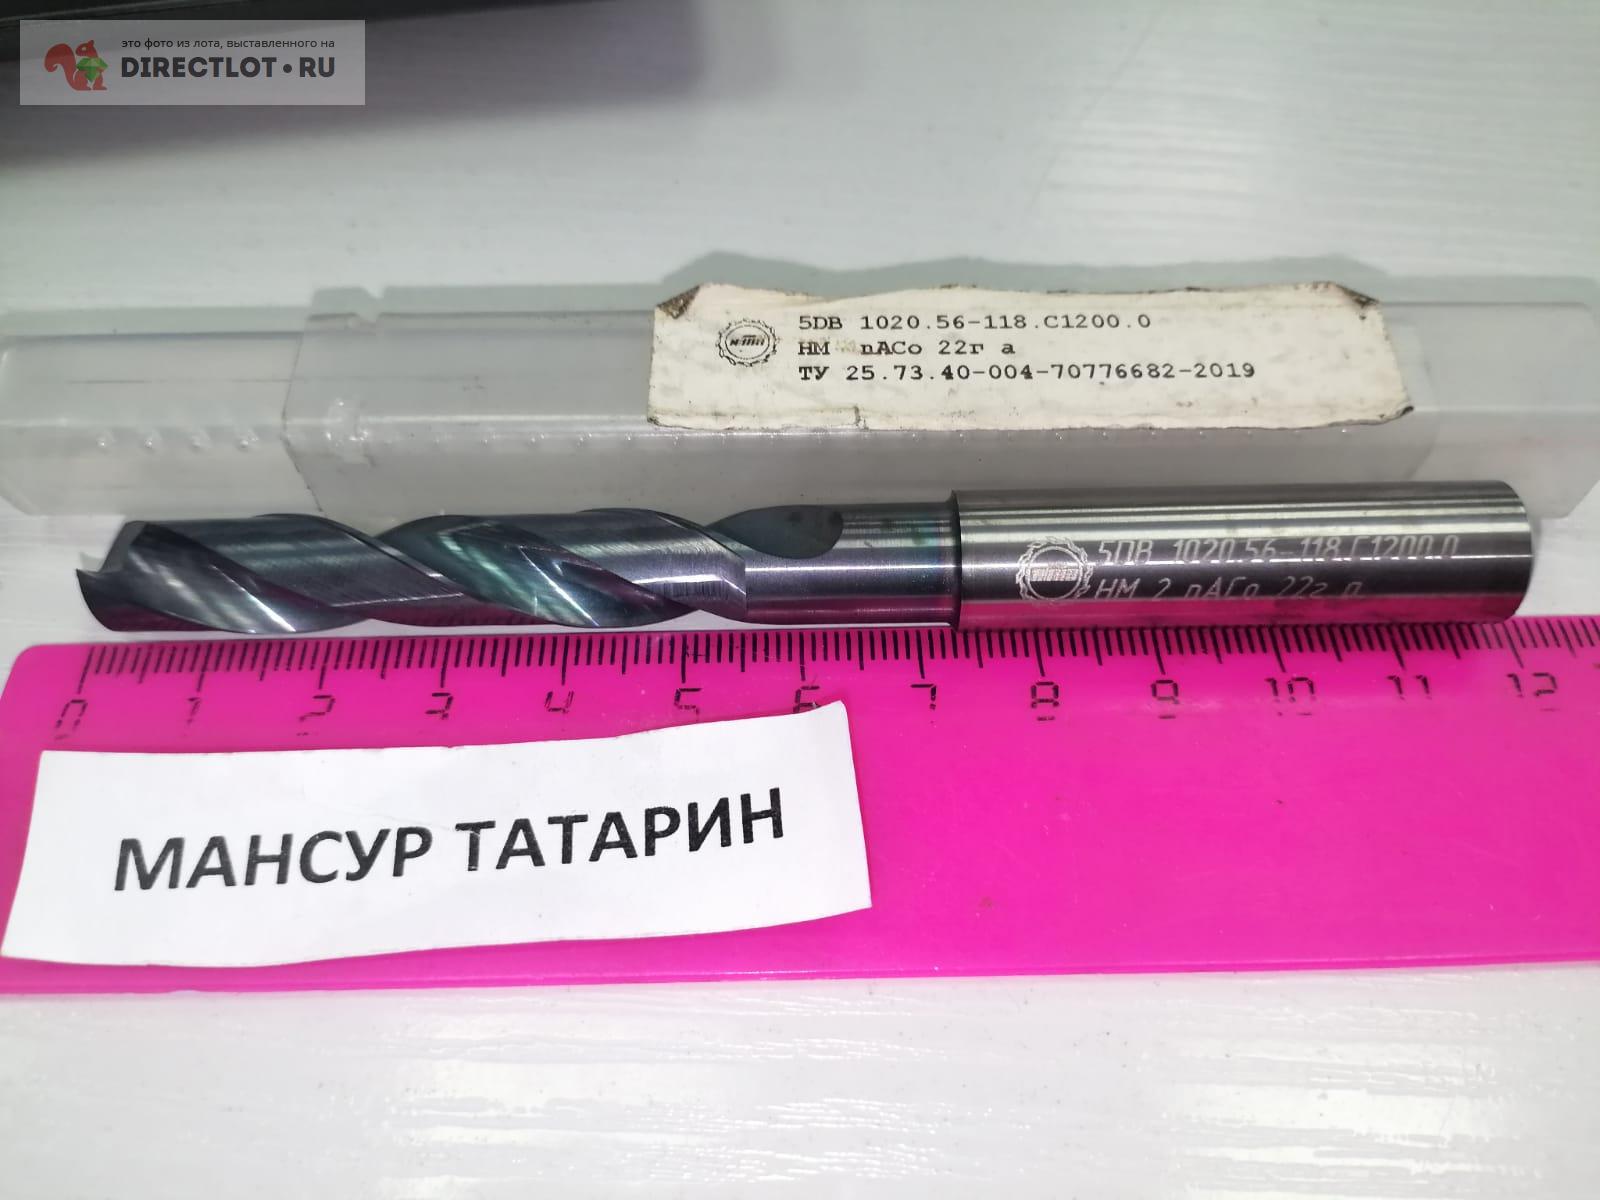 это фото из лота, выставленного на
DIRECTLOT.RU
5DB 1020.56-118.C1200.0
HM nACo 22г а
ТУ 25.73.40-004-70776682-2019
5DB 1020.56-118.C1200.0
HM 2 nACo 22г а
0 1 2 3 4 5 6 7 8 9 10 11 12
МАНСУР ТАТАРИН